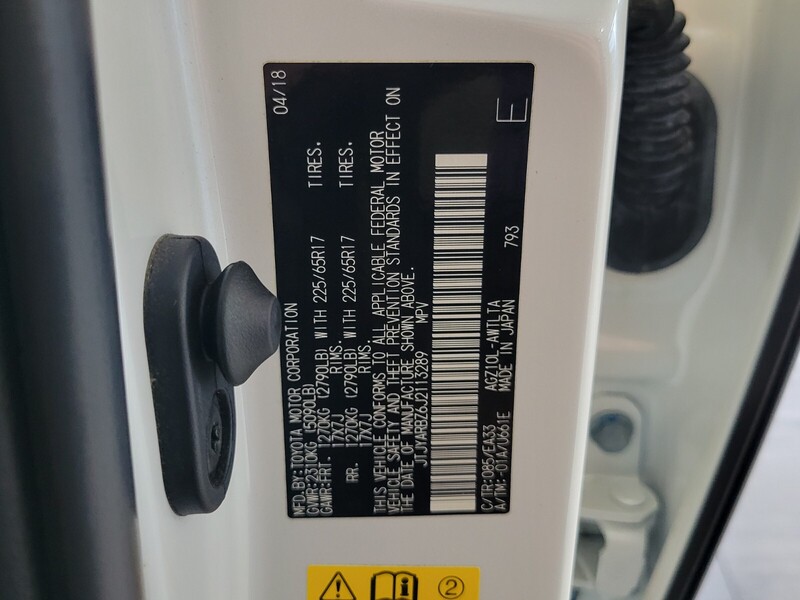 MFD.BY:TOYOTA MOTOR CORPORATION 04/18
GVWR:2310KG (5090LB)
GAWR:FRT. 1270KG (2790LB) WITH 225/65R17 TIRES.
17X7J RIMS.
RR. 1270KG (2790LB) WITH 225/65R17 TIRES.
17X7J RIMS.
THIS VEHICLE CONFORMS TO ALL APPLICABLE FEDERAL MOTOR
VEHICLE SAFETY AND THEFT PREVENTION STANDARDS IN EFFECT ON
THE DATE OF MANUFACTURE SHOWN ABOVE.
JTJYARBZ6J2115289 MPV
C/TR:085/EA33 AGZ10L-AWTLTA 793
A/TM:-01A/U661E MADE IN JAPAN
E
2